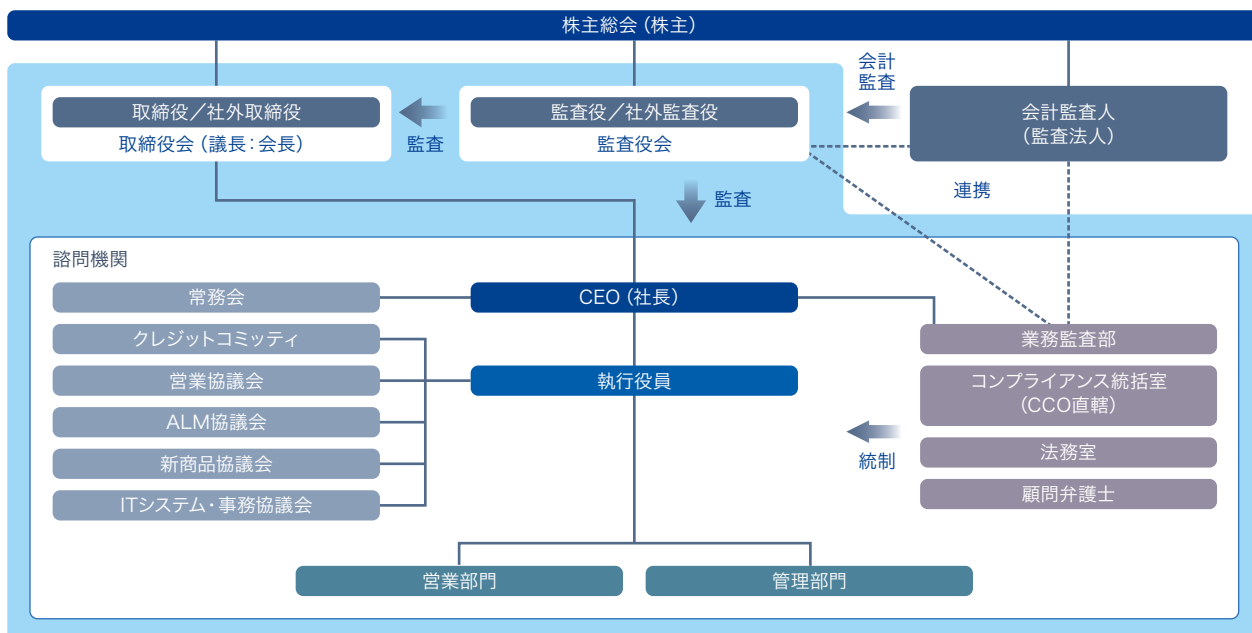 株主総会(株主)
会計
監査
取締役／社外取締役
取締役会(議長：会長)
監査
監査役／社外監査役
監査役会
会計監査人
(監査法人)
連携
監査
諮問機関
常務会
クレジットコミッティ
営業協議会
ALM協議会
新商品協議会
ITシステム・事務協議会
CEO(社長)
執行役員
業務監査部
コンプライアンス統括室
(CCO直轄)
法務室
顧問弁護士
統制
営業部門
管理部門